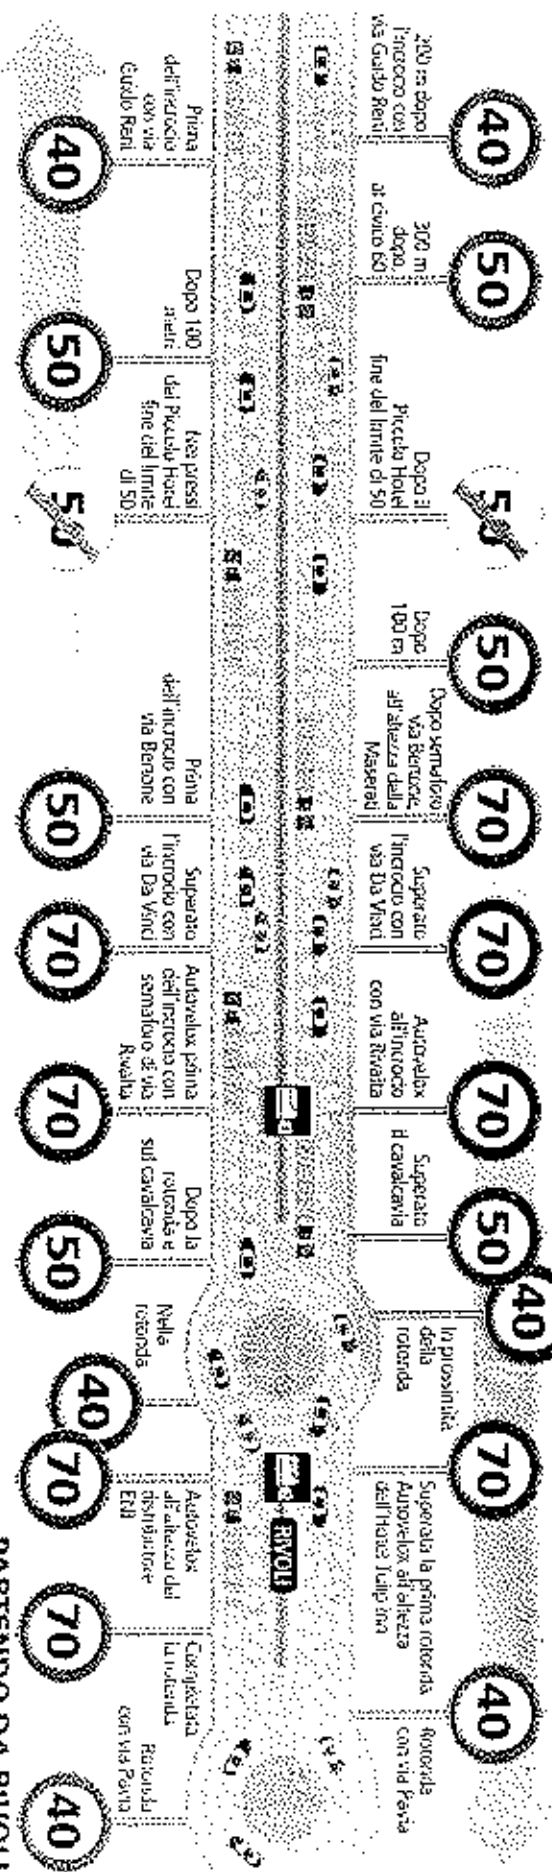 200 m dopo
l'incrocio con
via Guido Reni
40
300 m
dopo,
al civico 60
50
Dopo il
Piccolo Hotel
fine del limite di 50
50
Dopo
100 m
50
Dopo semaforo
via Bersone,
all'altezza della
Maserati
70
Superato
l'incrocio con
via Da Vinci
70
Autovelox
all'incrocio
con via Rivalta
70
Superato
il cavalcavia
50
40
In prossimità
della
rotonda
70
Superata la prima rotonda
Autovelox all'altezza
dell'Hotel Tulip Inn
40
Rotonda
con via Pavia
RIVOLI
Prima
dell'incrocio
con via
Guido Reni
40
Dopo 100
metri
50
Nei pressi
del Piccolo Hotel
fine del limite
di 50
50
Prima
dell'incrocio con
via Bersone
50
Superato
l'incrocio con
via Da Vinci
70
Autovelox prima
dell'incrocio con
semaforo di via
Rivalta
70
Dopo la
rotonda e
sul cavalcavia
50
Nella
rotonda
40
70
Autovelox
all'altezza del
distributore
ENI
70
Completata
la rotonda
Rotonda
con via Pavia
40
PARTENDO DA RIVOLI